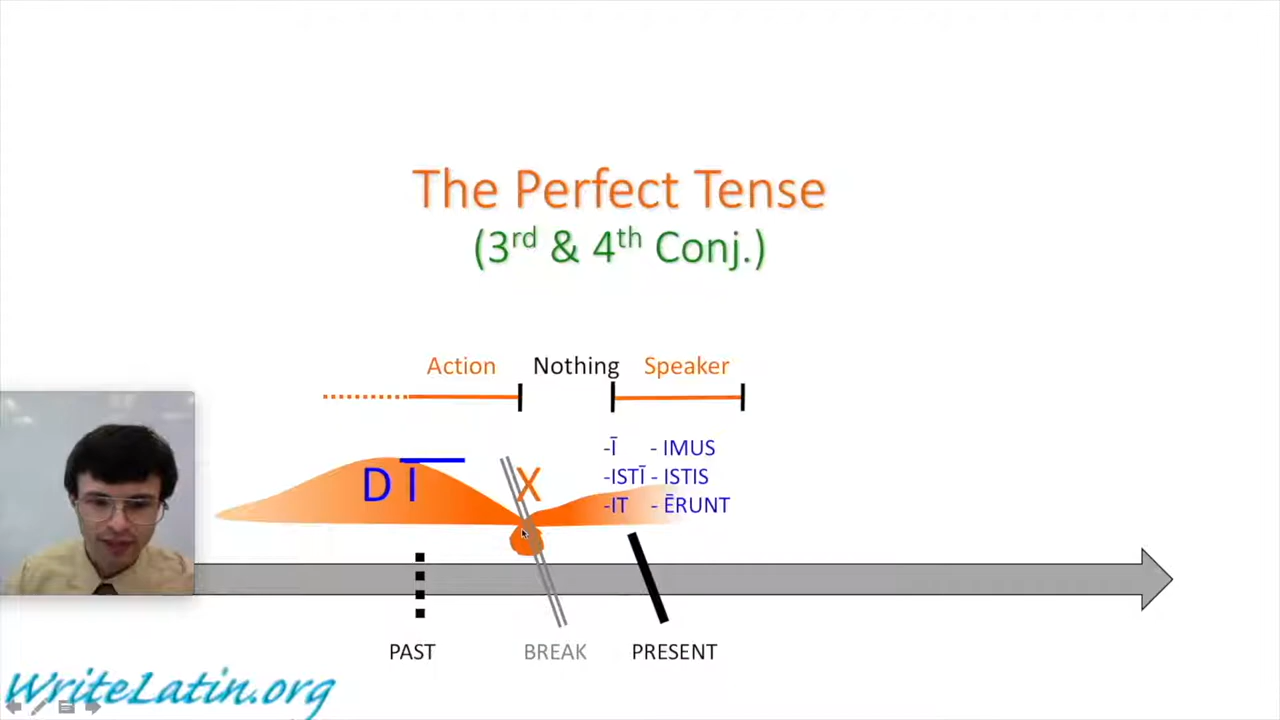 The Perfect Tense
(3rd & 4th Conj.)
Action Nothing Speaker
D Ī X
-Ī - IMUS
-ISTĪ - ISTIS
-IT - ĒRUNT
PAST BREAK PRESENT
WriteLatin.org